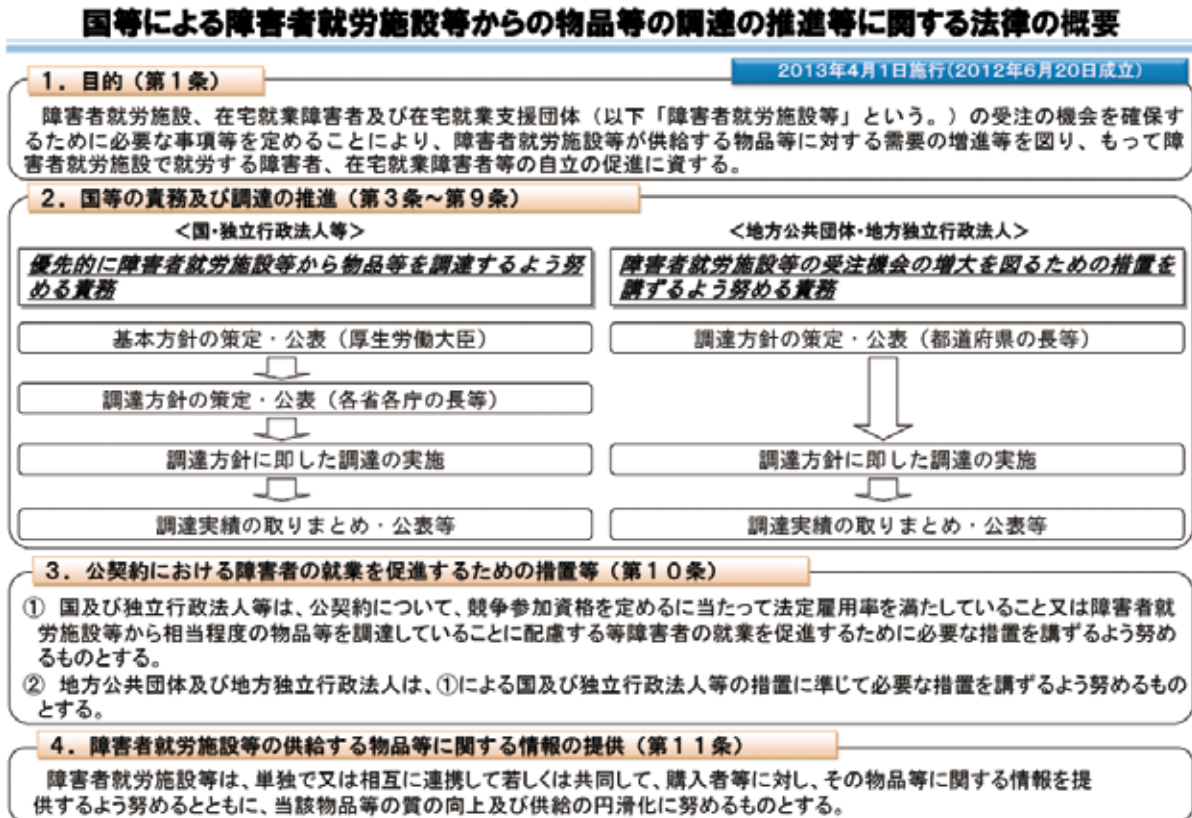 国等による障害者就労施設等からの物品等の調達の推進等に関する法律の概要
2013年4月1日施行(2012年6月20日成立)
1．目的（第1条）
障害者就労施設、在宅就業障害者及び在宅就業支援団体（以下「障害者就労施設等」という。）の受注の機会を確保す
るために必要な事項等を定めることにより、障害者就労施設等が供給する物品等に対する需要の増進等を図り、もって障
害者就労施設で就労する障害者、在宅就業障害者等の自立の促進に資する。
2．国等の責務及び調達の推進（第3条～第9条）
＜国・独立行政法人等＞
優先的に障害者就労施設等から物品等を調達するよう努
める責務
基本方針の策定・公表（厚生労働大臣）
調達方針の策定・公表（各省各庁の長等）
調達方針に即した調達の実施
調達実績の取りまとめ・公表等
＜地方公共団体・地方独立行政法人＞
障害者就労施設等の受注機会の増大を図るための措置を
講ずるよう努める責務
調達方針の策定・公表（都道府県の長等）
調達方針に即した調達の実施
調達実績の取りまとめ・公表等
3．公契約における障害者の就業を促進するための措置等（第10条）
① 国及び独立行政法人等は、公契約について、競争参加資格を定めるに当たって法定雇用率を満たしていること又は障害者就
労施設等から相当程度の物品等を調達していることに配慮する等障害者の就業を促進するために必要な措置を講ずるよう努め
るものとする。
② 地方公共団体及び地方独立行政法人は、①による国及び独立行政法人等の措置に準じて必要な措置を講ずるよう努めるもの
とする。
4．障害者就労施設等の供給する物品等に関する情報の提供（第11条）
障害者就労施設等は、単独で又は相互に連携して若しくは共同して、購入者等に対し、その物品等に関する情報を提
供するよう努めるとともに、当該物品等の質の向上及び供給の円滑化に努めるものとする。